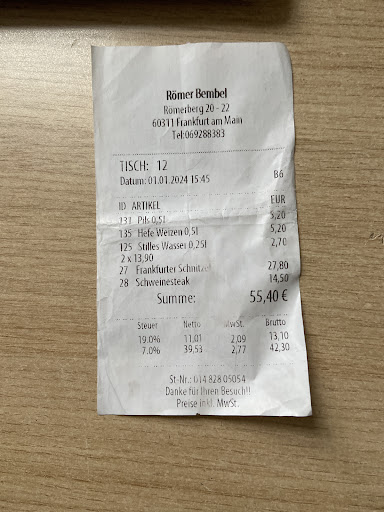 Römer Bembel
Römerberg 20 - 22
60311 Frankfurt am Main
Tel:069288383
TISCH: 12
Datum: 01.01.2024 15:45 B6
ID ARTIKEL EUR
131 Pils 0,5l 5,20
135 Hefe Weizen 0,5l 5,20
125 Stilles Wasser 0,25l 2,70
2 x 13,90
27 Frankfurter Schnitzel 27,80
28 Schweinesteak 14,50
Summe: 55,40 €
Steuer Netto MwSt. Brutto
19.0% 11,01 2,09 13,10
7.0% 39,53 2,77 42,30
St-Nr.: 014 828 05054
Danke für Ihren Besuch!!
Preise inkl. MwSt.